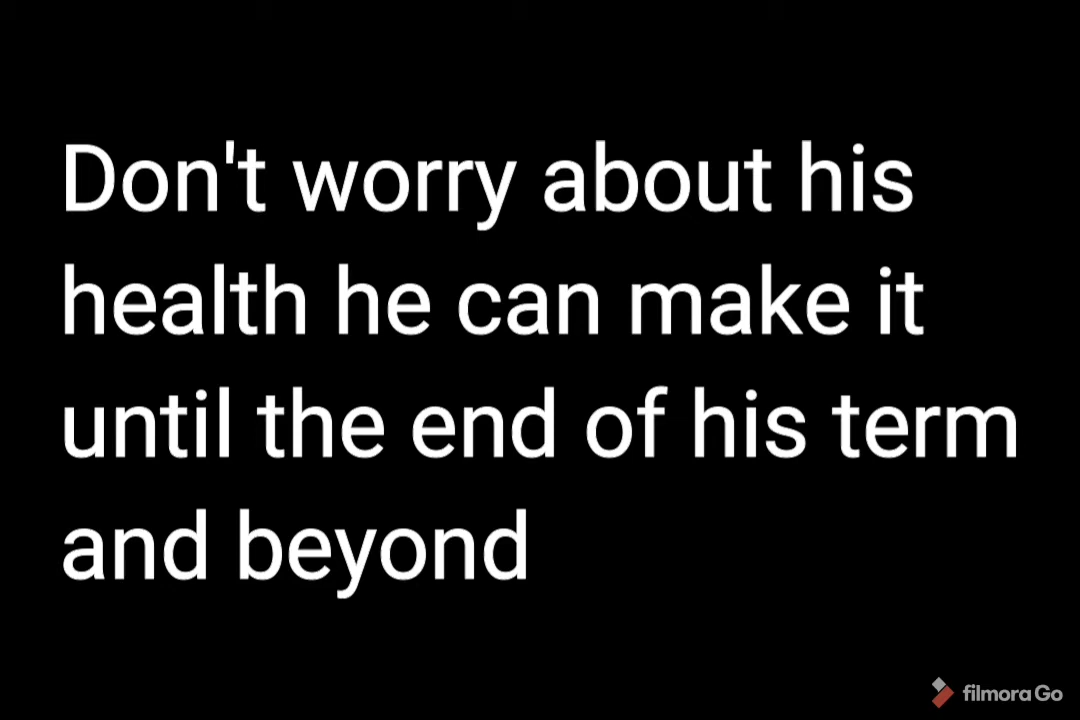 Don't worry about his
health he can make it
until the end of his term
and beyond
filmora Go